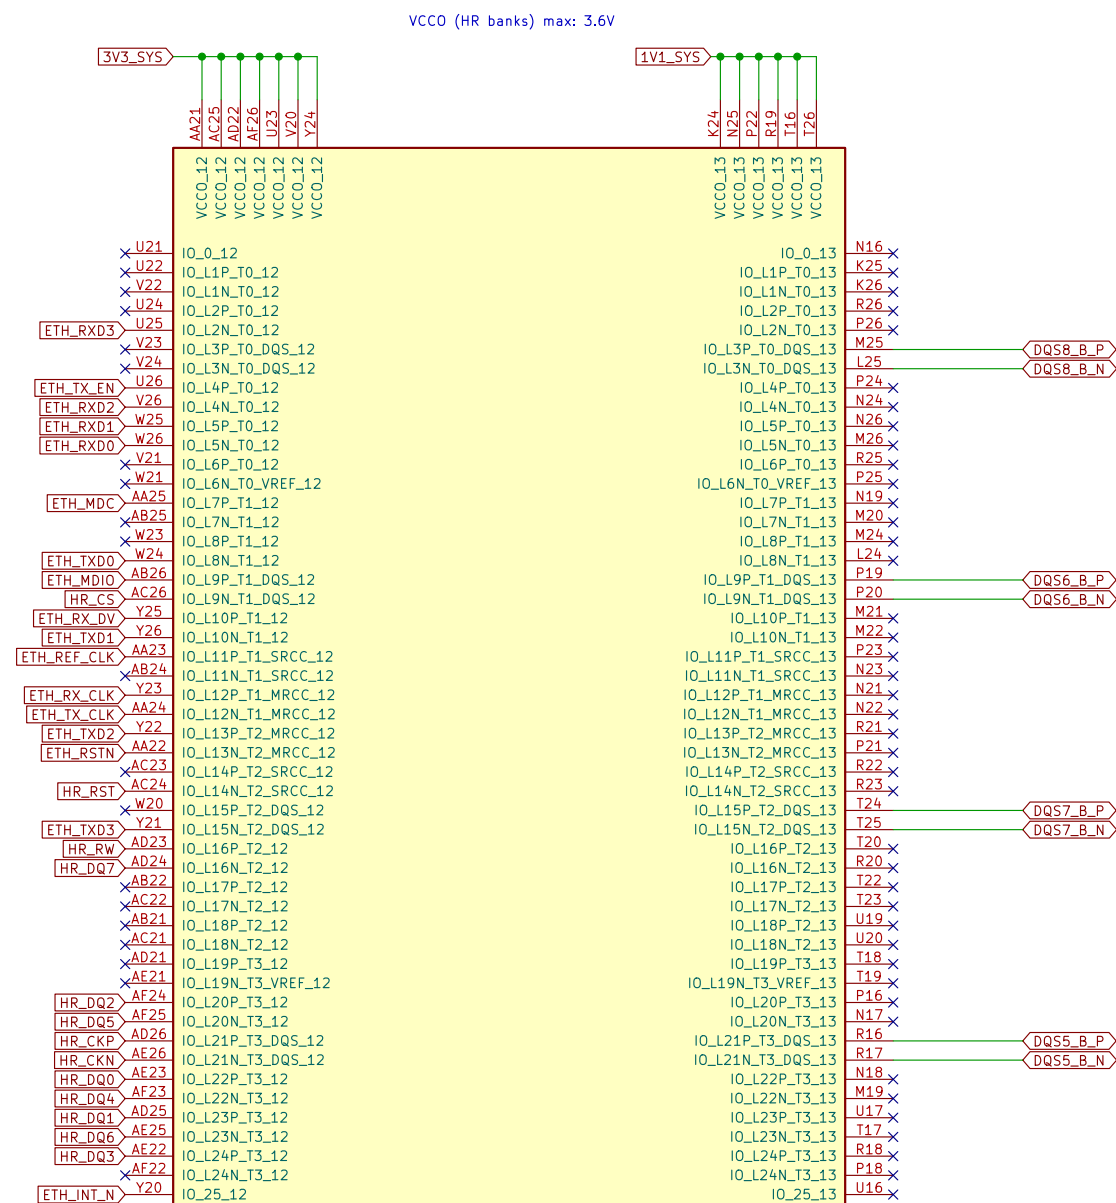 VCCO (HR banks) max: 3.6V
3V3_SYS 1V1_SYS
AA21 AC25 AD22 AF26 U23 V20 Y24 K24 N25 P22 R19 T16 T26
VCCO_12 VCCO_12 VCCO_12 VCCO_12 VCCO_12 VCCO_12 VCCO_12 VCCO_13 VCCO_13 VCCO_13 VCCO_13 VCCO_13 VCCO_13
U21 IO_0_12 IO_0_13 N16
U22 IO_L1P_T0_12 IO_L1P_T0_13 K25
V22 IO_L1N_T0_12 IO_L1N_T0_13 K26
U24 IO_L2P_T0_12 IO_L2P_T0_13 R26
ETH_RXD3 U25 IO_L2N_T0_12 IO_L2N_T0_13 P26
V23 IO_L3P_T0_DQS_12 IO_L3P_T0_DQS_13 M25 DQS8_B_P
V24 IO_L3N_T0_DQS_12 IO_L3N_T0_DQS_13 L25 DQS8_B_N
ETH_TX_EN U26 IO_L4P_T0_12 IO_L4P_T0_13 P24
ETH_RXD2 V26 IO_L4N_T0_12 IO_L4N_T0_13 N24
ETH_RXD1 W25 IO_L5P_T0_12 IO_L5P_T0_13 N26
ETH_RXD0 W26 IO_L5N_T0_12 IO_L5N_T0_13 M26
V21 IO_L6P_T0_12 IO_L6P_T0_13 R25
W21 IO_L6N_T0_VREF_12 IO_L6N_T0_VREF_13 P25
ETH_MDC AA25 IO_L7P_T1_12 IO_L7P_T1_13 N19
AB25 IO_L7N_T1_12 IO_L7N_T1_13 M20
W23 IO_L8P_T1_12 IO_L8P_T1_13 M24
ETH_TXD0 W24 IO_L8N_T1_12 IO_L8N_T1_13 L24
ETH_MDIO AB26 IO_L9P_T1_DQS_12 IO_L9P_T1_DQS_13 P19 DQS6_B_P
HR_CS AC26 IO_L9N_T1_DQS_12 IO_L9N_T1_DQS_13 P20 DQS6_B_N
ETH_RX_DV Y25 IO_L10P_T1_12 IO_L10P_T1_13 M21
ETH_TXD1 Y26 IO_L10N_T1_12 IO_L10N_T1_13 M22
ETH_REF_CLK AA23 IO_L11P_T1_SRCC_12 IO_L11P_T1_SRCC_13 P23
AB24 IO_L11N_T1_SRCC_12 IO_L11N_T1_SRCC_13 N23
ETH_RX_CLK Y23 IO_L12P_T1_MRCC_12 IO_L12P_T1_MRCC_13 N21
ETH_TX_CLK AA24 IO_L12N_T1_MRCC_12 IO_L12N_T1_MRCC_13 N22
ETH_TXD2 Y22 IO_L13P_T2_MRCC_12 IO_L13P_T2_MRCC_13 R21
ETH_RSTN AA22 IO_L13N_T2_MRCC_12 IO_L13N_T2_MRCC_13 P21
AC23 IO_L14P_T2_SRCC_12 IO_L14P_T2_SRCC_13 R22
HR_RST AC24 IO_L14N_T2_SRCC_12 IO_L14N_T2_SRCC_13 R23
W20 IO_L15P_T2_DQS_12 IO_L15P_T2_DQS_13 T24 DQS7_B_P
ETH_TXD3 Y21 IO_L15N_T2_DQS_12 IO_L15N_T2_DQS_13 T25 DQS7_B_N
HR_RW AD23 IO_L16P_T2_12 IO_L16P_T2_13 T20
HR_DQ7 AD24 IO_L16N_T2_12 IO_L16N_T2_13 R20
AB22 IO_L17P_T2_12 IO_L17P_T2_13 T22
AC22 IO_L17N_T2_12 IO_L17N_T2_13 T23
AB21 IO_L18P_T2_12 IO_L18P_T2_13 U19
AC21 IO_L18N_T2_12 IO_L18N_T2_13 U20
AD21 IO_L19P_T3_12 IO_L19P_T3_13 T18
AE21 IO_L19N_T3_VREF_12 IO_L19N_T3_VREF_13 T19
HR_DQ2 AF24 IO_L20P_T3_12 IO_L20P_T3_13 P16
HR_DQ5 AF25 IO_L20N_T3_12 IO_L20N_T3_13 N17
HR_CKP AD26 IO_L21P_T3_DQS_12 IO_L21P_T3_DQS_13 R16 DQS5_B_P
HR_CKN AE26 IO_L21N_T3_DQS_12 IO_L21N_T3_DQS_13 R17 DQS5_B_N
HR_DQ0 AE23 IO_L22P_T3_12 IO_L22P_T3_13 N18
HR_DQ4 AF23 IO_L22N_T3_12 IO_L22N_T3_13 M19
HR_DQ1 AD25 IO_L23P_T3_12 IO_L23P_T3_13 U17
HR_DQ6 AE25 IO_L23N_T3_12 IO_L23N_T3_13 T17
HR_DQ3 AE22 IO_L24P_T3_12 IO_L24P_T3_13 R18
AF22 IO_L24N_T3_12 IO_L24N_T3_13 P18
ETH_INT_N Y20 IO_25_12 IO_25_13 U16